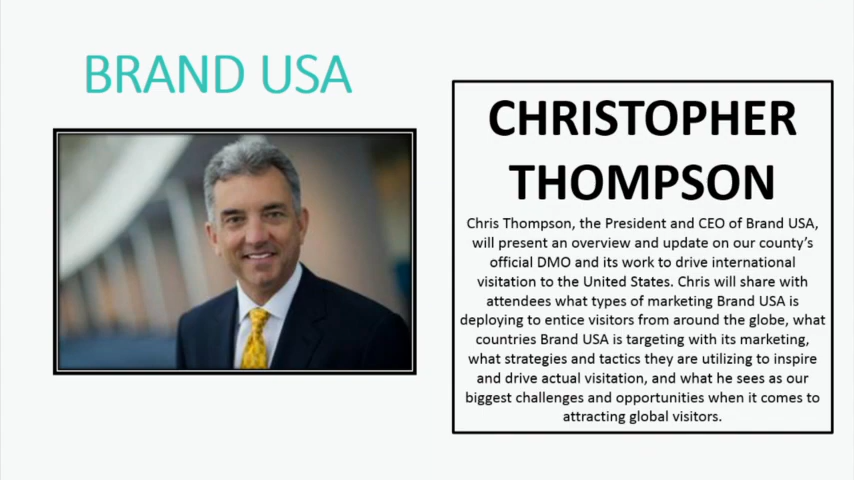 BRAND USA
CHRISTOPHER
THOMPSON
Chris Thompson, the President and CEO of Brand USA,
will present an overview and update on our county's
official DMO and its work to drive international
visitation to the United States. Chris will share with
attendees what types of marketing Brand USA is
deploying to entice visitors from around the globe, what
countries Brand USA is targeting with its marketing,
what strategies and tactics they are utilizing to inspire
and drive actual visitation, and what he sees as our
biggest challenges and opportunities when it comes to
attracting global visitors.